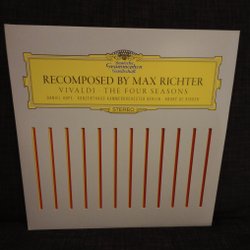 Deutsche
Grammophon
Gesellschaft
RECOMPOSED BY MAX RICHTER
VIVALDI · THE FOUR SEASONS
DANIEL HOPE · KONZERTHAUS KAMMERORCHESTER BERLIN · ANDRÉ DE RIDDER
STEREO